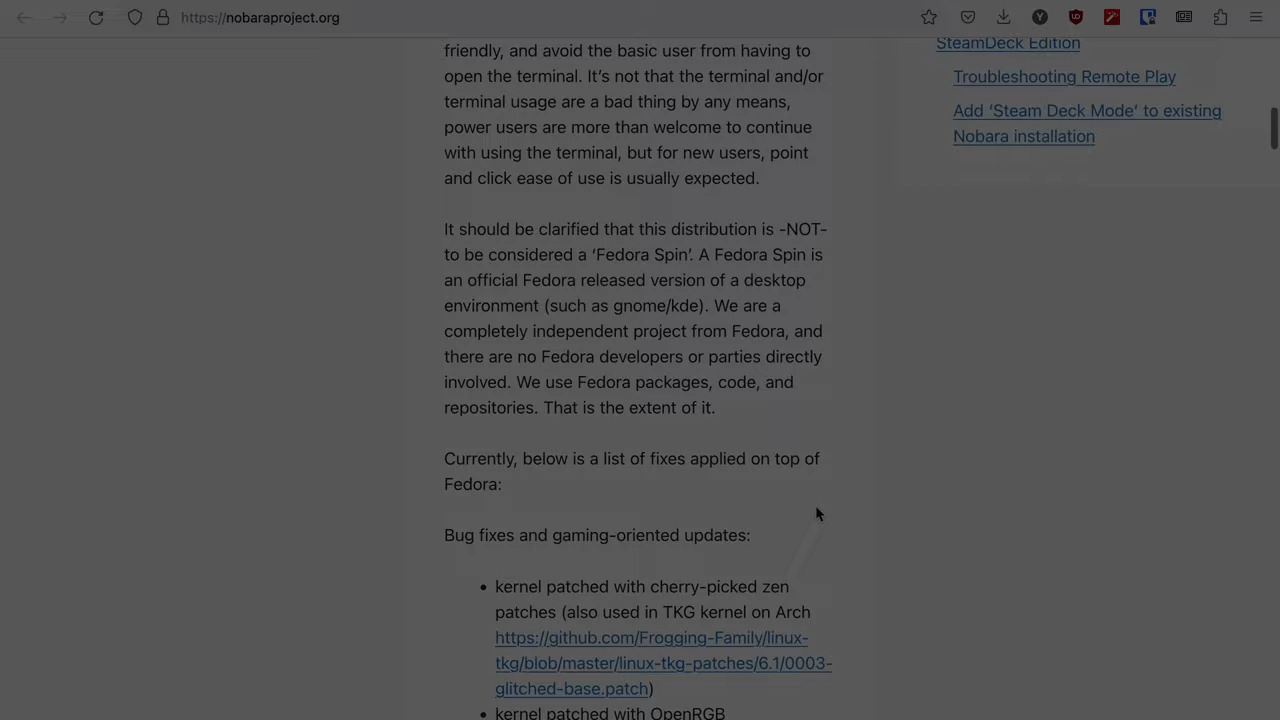 https://nobaraproject.org
friendly, and avoid the basic user from having to
open the terminal. It’s not that the terminal and/or
terminal usage are a bad thing by any means,
power users are more than welcome to continue
with using the terminal, but for new users, point
and click ease of use is usually expected.
It should be clarified that this distribution is -NOT-
to be considered a ‘Fedora Spin’. A Fedora Spin is
an official Fedora released version of a desktop
environment (such as gnome/kde). We are a
completely independent project from Fedora, and
there are no Fedora developers or parties directly
involved. We use Fedora packages, code, and
repositories. That is the extent of it.
Currently, below is a list of fixes applied on top of
Fedora:
Bug fixes and gaming-oriented updates:
• kernel patched with cherry-picked zen
patches (also used in TKG kernel on Arch
https://github.com/Frogging-Family/linux-
tkg/blob/master/linux-tkg-patches/6.1/0003-
glitched-base.patch)
• kernel patched with OpenRGB
SteamDeck Edition
Troubleshooting Remote Play
Add ‘Steam Deck Mode’ to existing
Nobara installation